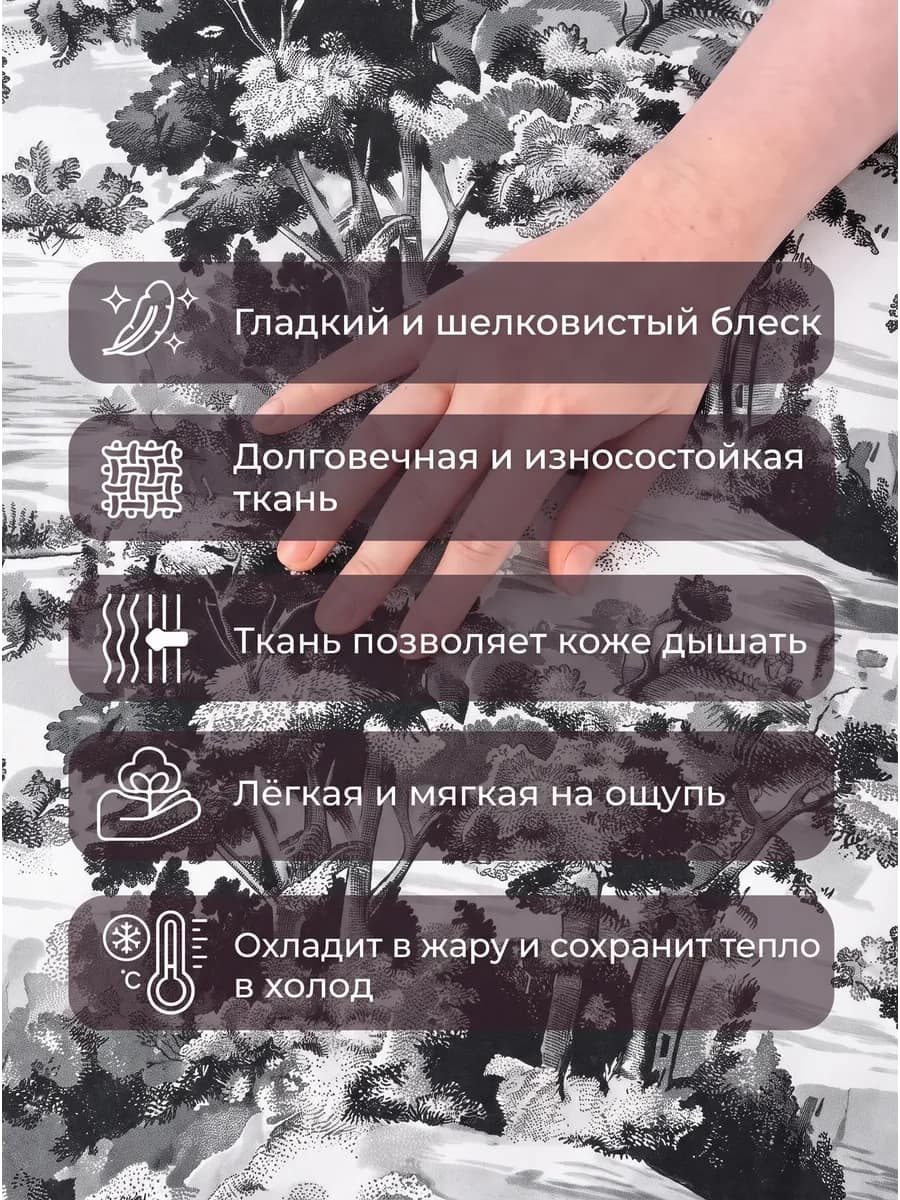 Гладкий и шелковистый блеск
Долговечная и износостойкая
ткань
Ткань позволяет коже дышать
Лёгкая и мягкая на ощупь
°C
Охладит в жару и сохранит тепло
в холод